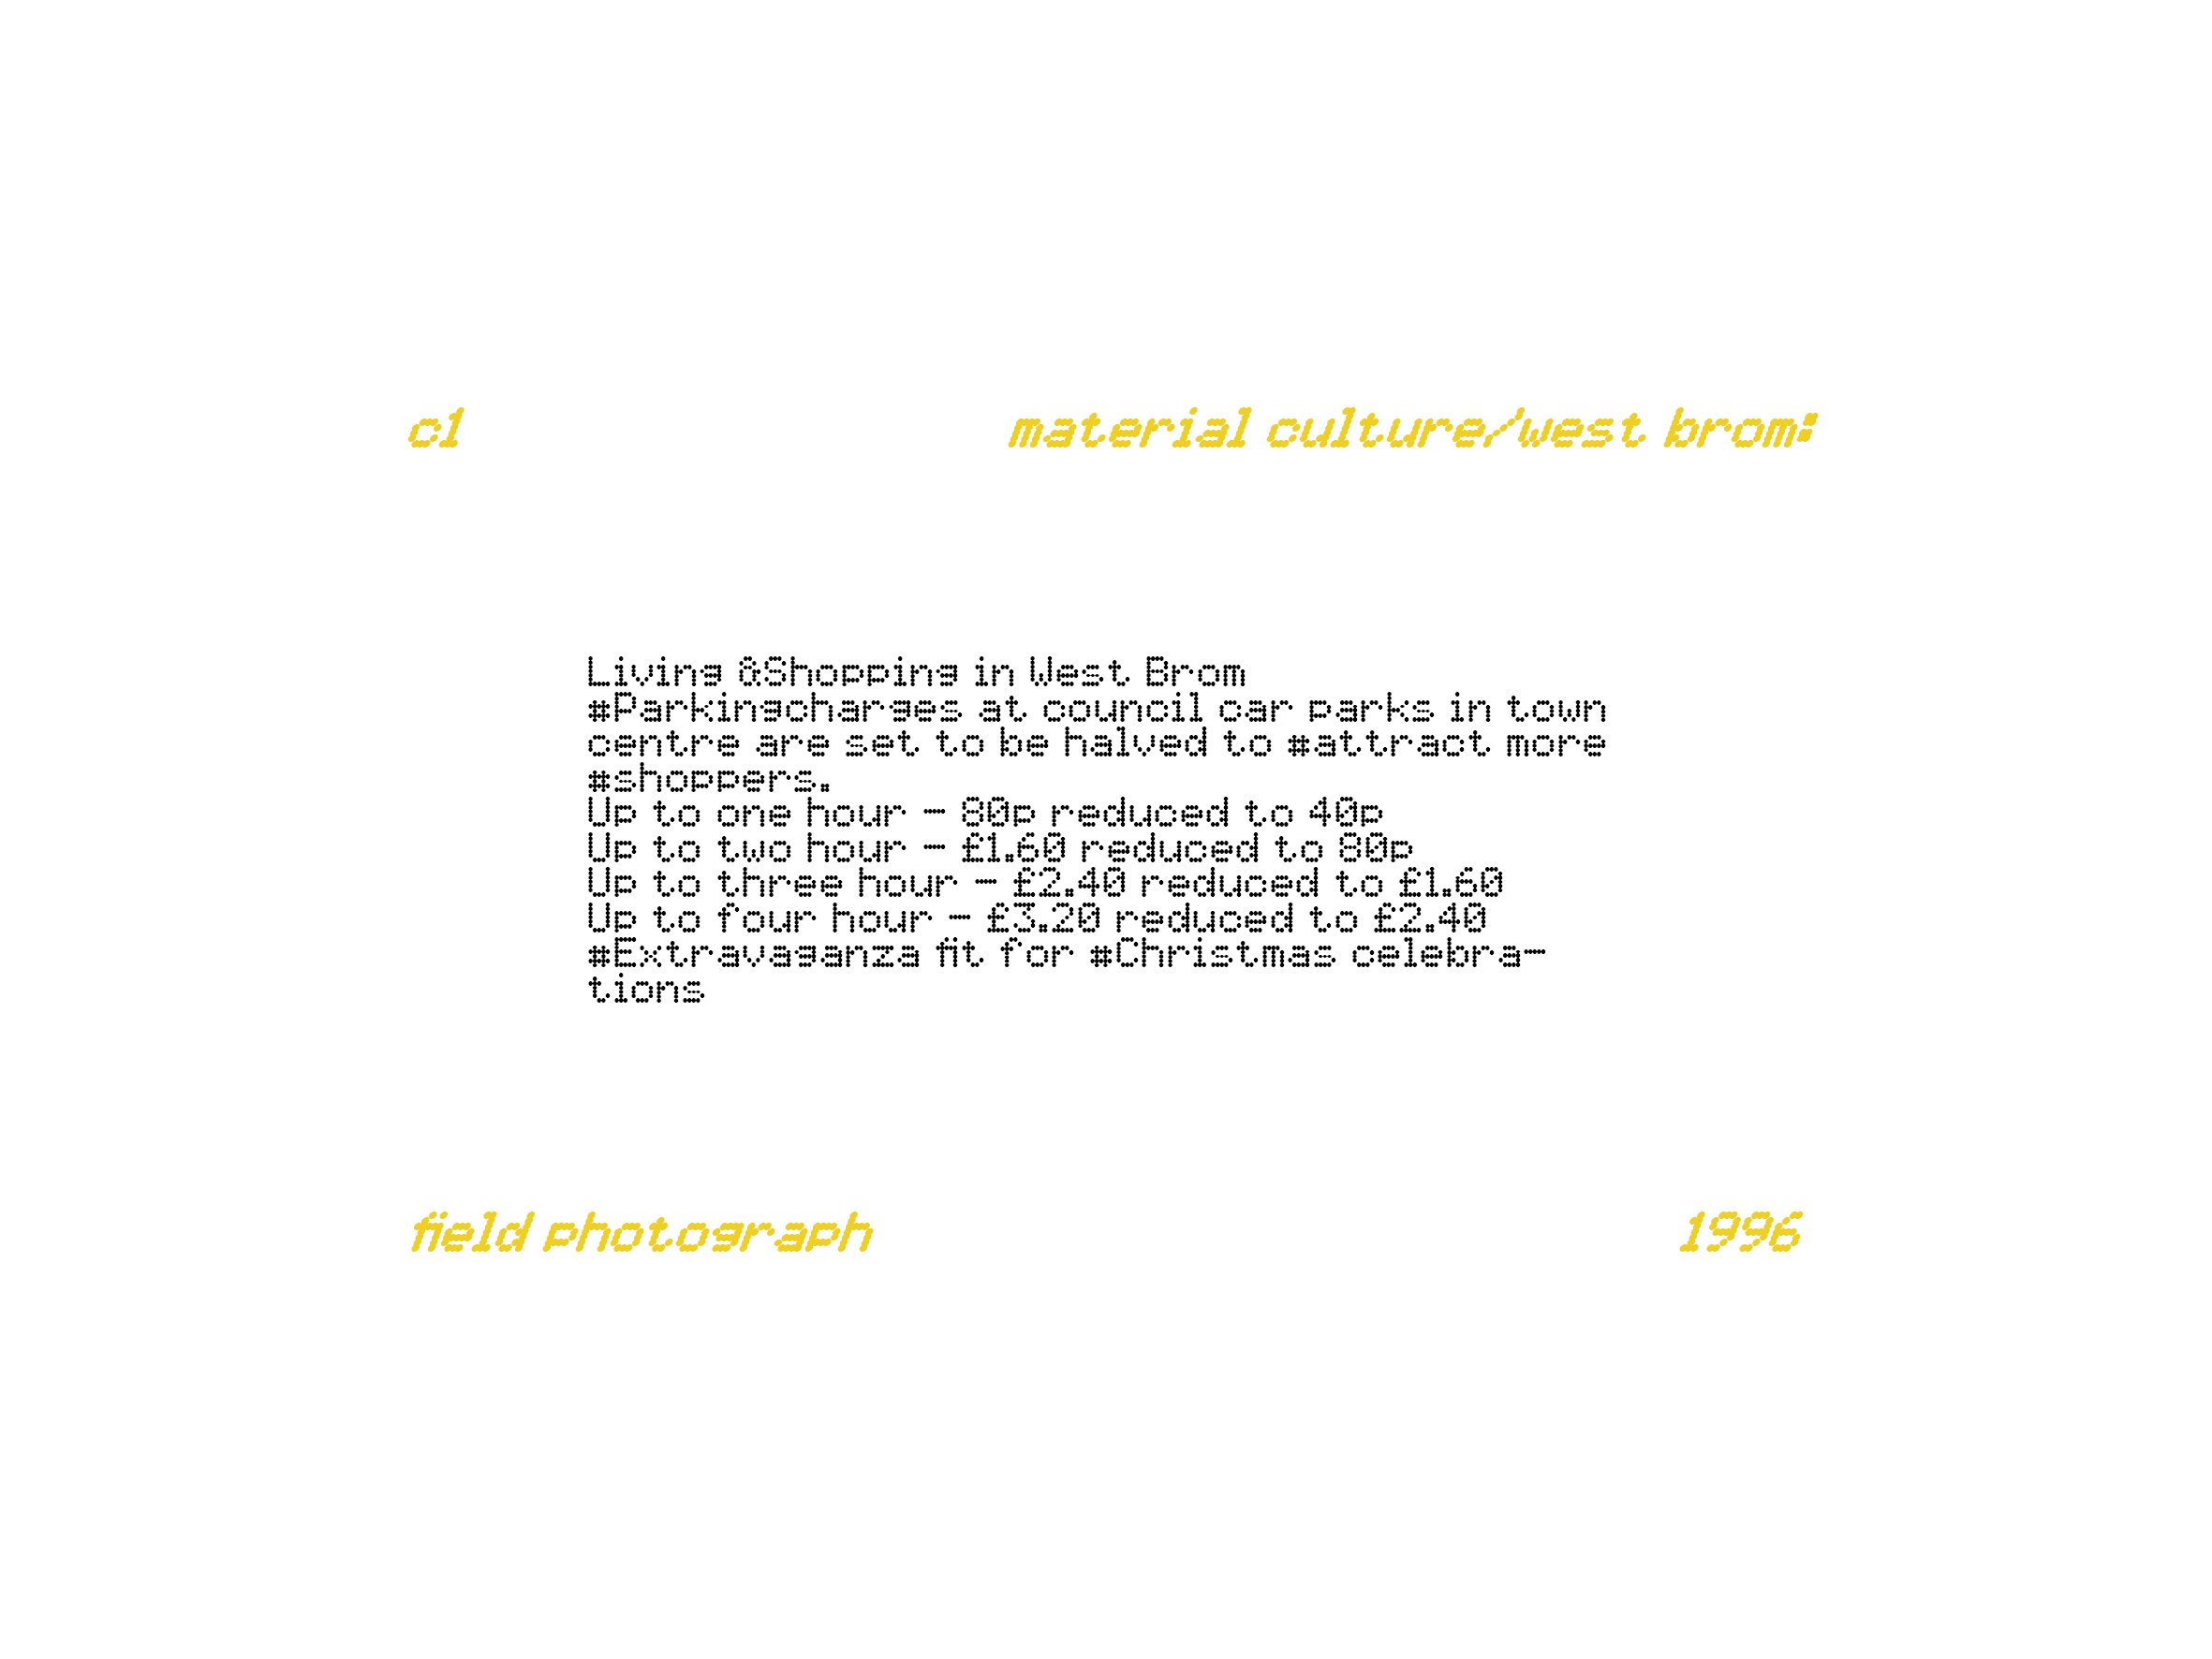 c1 material culture/west brom:
Living &Shopping in West Brom
#Parkingcharges at council car parks in town
centre are set to be halved to #attract more
#shoppers.
Up to one hour - 80p reduced to 40p
Up to two hour - £1.60 reduced to 80p
Up to three hour - £2.40 reduced to £1.60
Up to four hour - £3.20 reduced to £2.40
#Extravaganza fit for #Christmas celebra-
tions
field photograph 1996